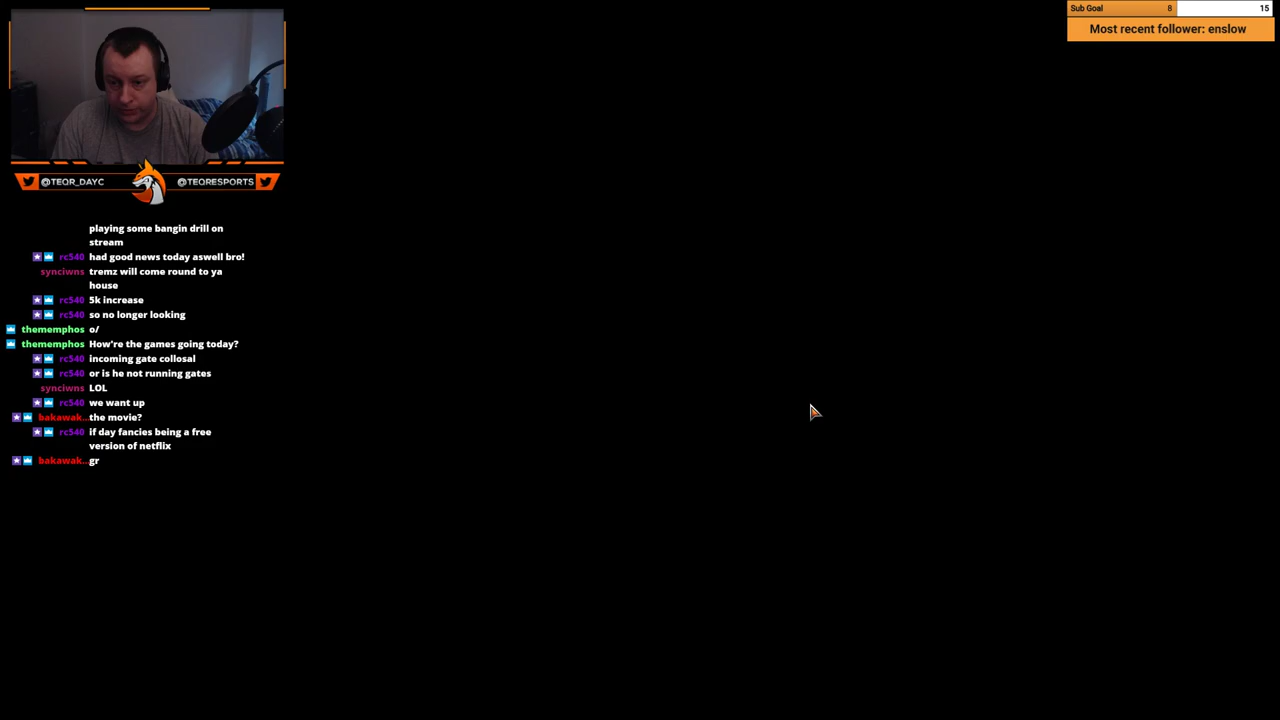 Sub Goal 8 15
Most recent follower: enslow
@TEQR_DAYC @TEQRESPORTS
playing some bangin drill on
stream
rc540 had good news today aswell bro!
synciwns tremz will come round to ya
house
rc540 5k increase
rc540 so no longer looking
thememphos o/
thememphos How're the games going today?
rc540 incoming gate collosal
rc540 or is he not running gates
synciwns LOL
rc540 we want up
bakawak... the movie?
rc540 if day fancies being a free
version of netflix
bakawak... gr